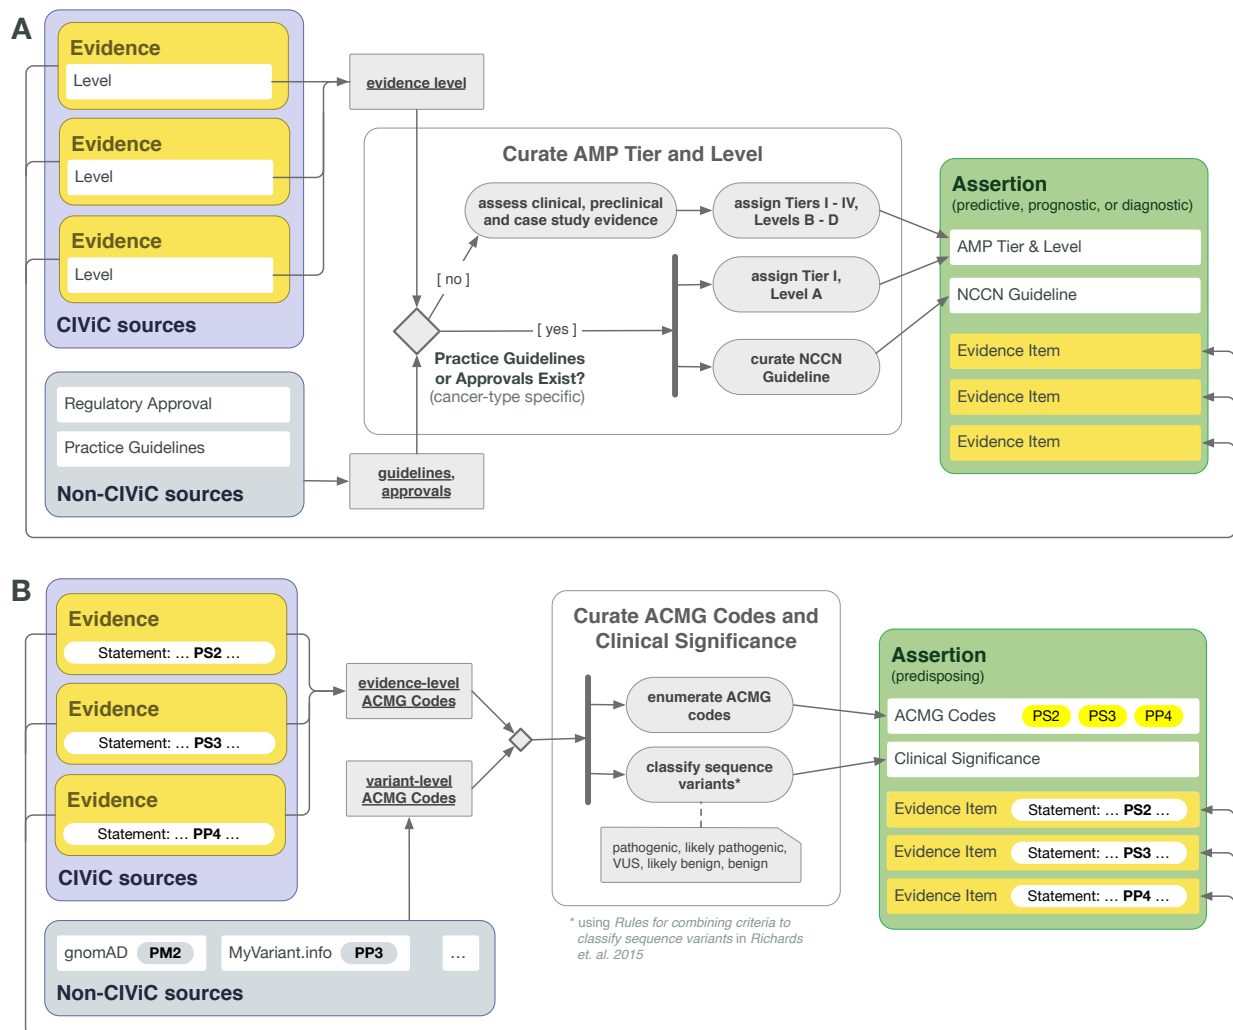 A
Evidence
Level
Evidence
Level
Evidence
Level
CIViC sources
Regulatory Approval
Practice Guidelines
Non-CIViC sources
evidence level
guidelines,
approvals
Curate AMP Tier and Level
assess clinical, preclinical
and case study evidence
assign Tiers I - IV,
Levels B - D
[ no ]
assign Tier I,
Level A
[ yes ]
Practice Guidelines
or Approvals Exist?
(cancer-type specific)
curate NCCN
Guideline
Assertion
(predictive, prognostic, or diagnostic)
AMP Tier & Level
NCCN Guideline
Evidence Item
Evidence Item
Evidence Item
B
Evidence
Statement: ... PS2 ...
Evidence
Statement: ... PS3 ...
Evidence
Statement: ... PP4 ...
CIViC sources
gnomAD PM2
MyVariant.info PP3
...
Non-CIViC sources
evidence-level
ACMG Codes
variant-level
ACMG Codes
Curate ACMG Codes and
Clinical Significance
enumerate ACMG
codes
classify sequence
variants*
pathogenic, likely pathogenic,
VUS, likely benign, benign
* using Rules for combining criteria to
classify sequence variants in Richards
et. al. 2015
Assertion
(predisposing)
ACMG Codes PS2 PS3 PP4
Clinical Significance
Evidence Item Statement: ... PS2 ...
Evidence Item Statement: ... PS3 ...
Evidence Item Statement: ... PP4 ...